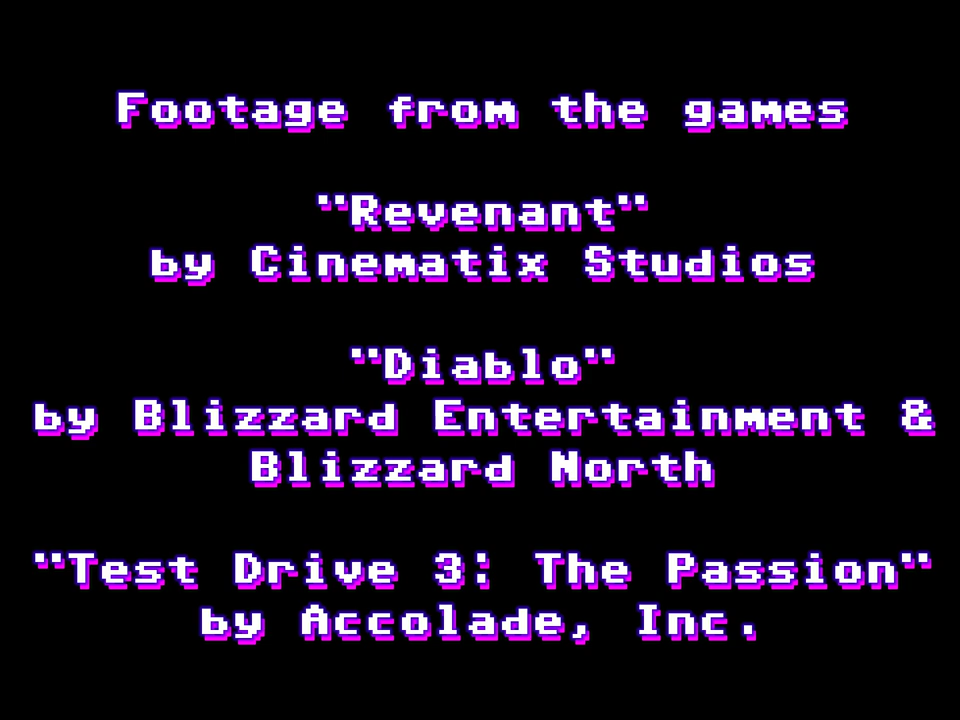 Footage from the games
"Revenant"
by Cinematix Studios
"Diablo"
by Blizzard Entertainment &
Blizzard North
"Test Drive 3: The Passion"
by Accolade, Inc.